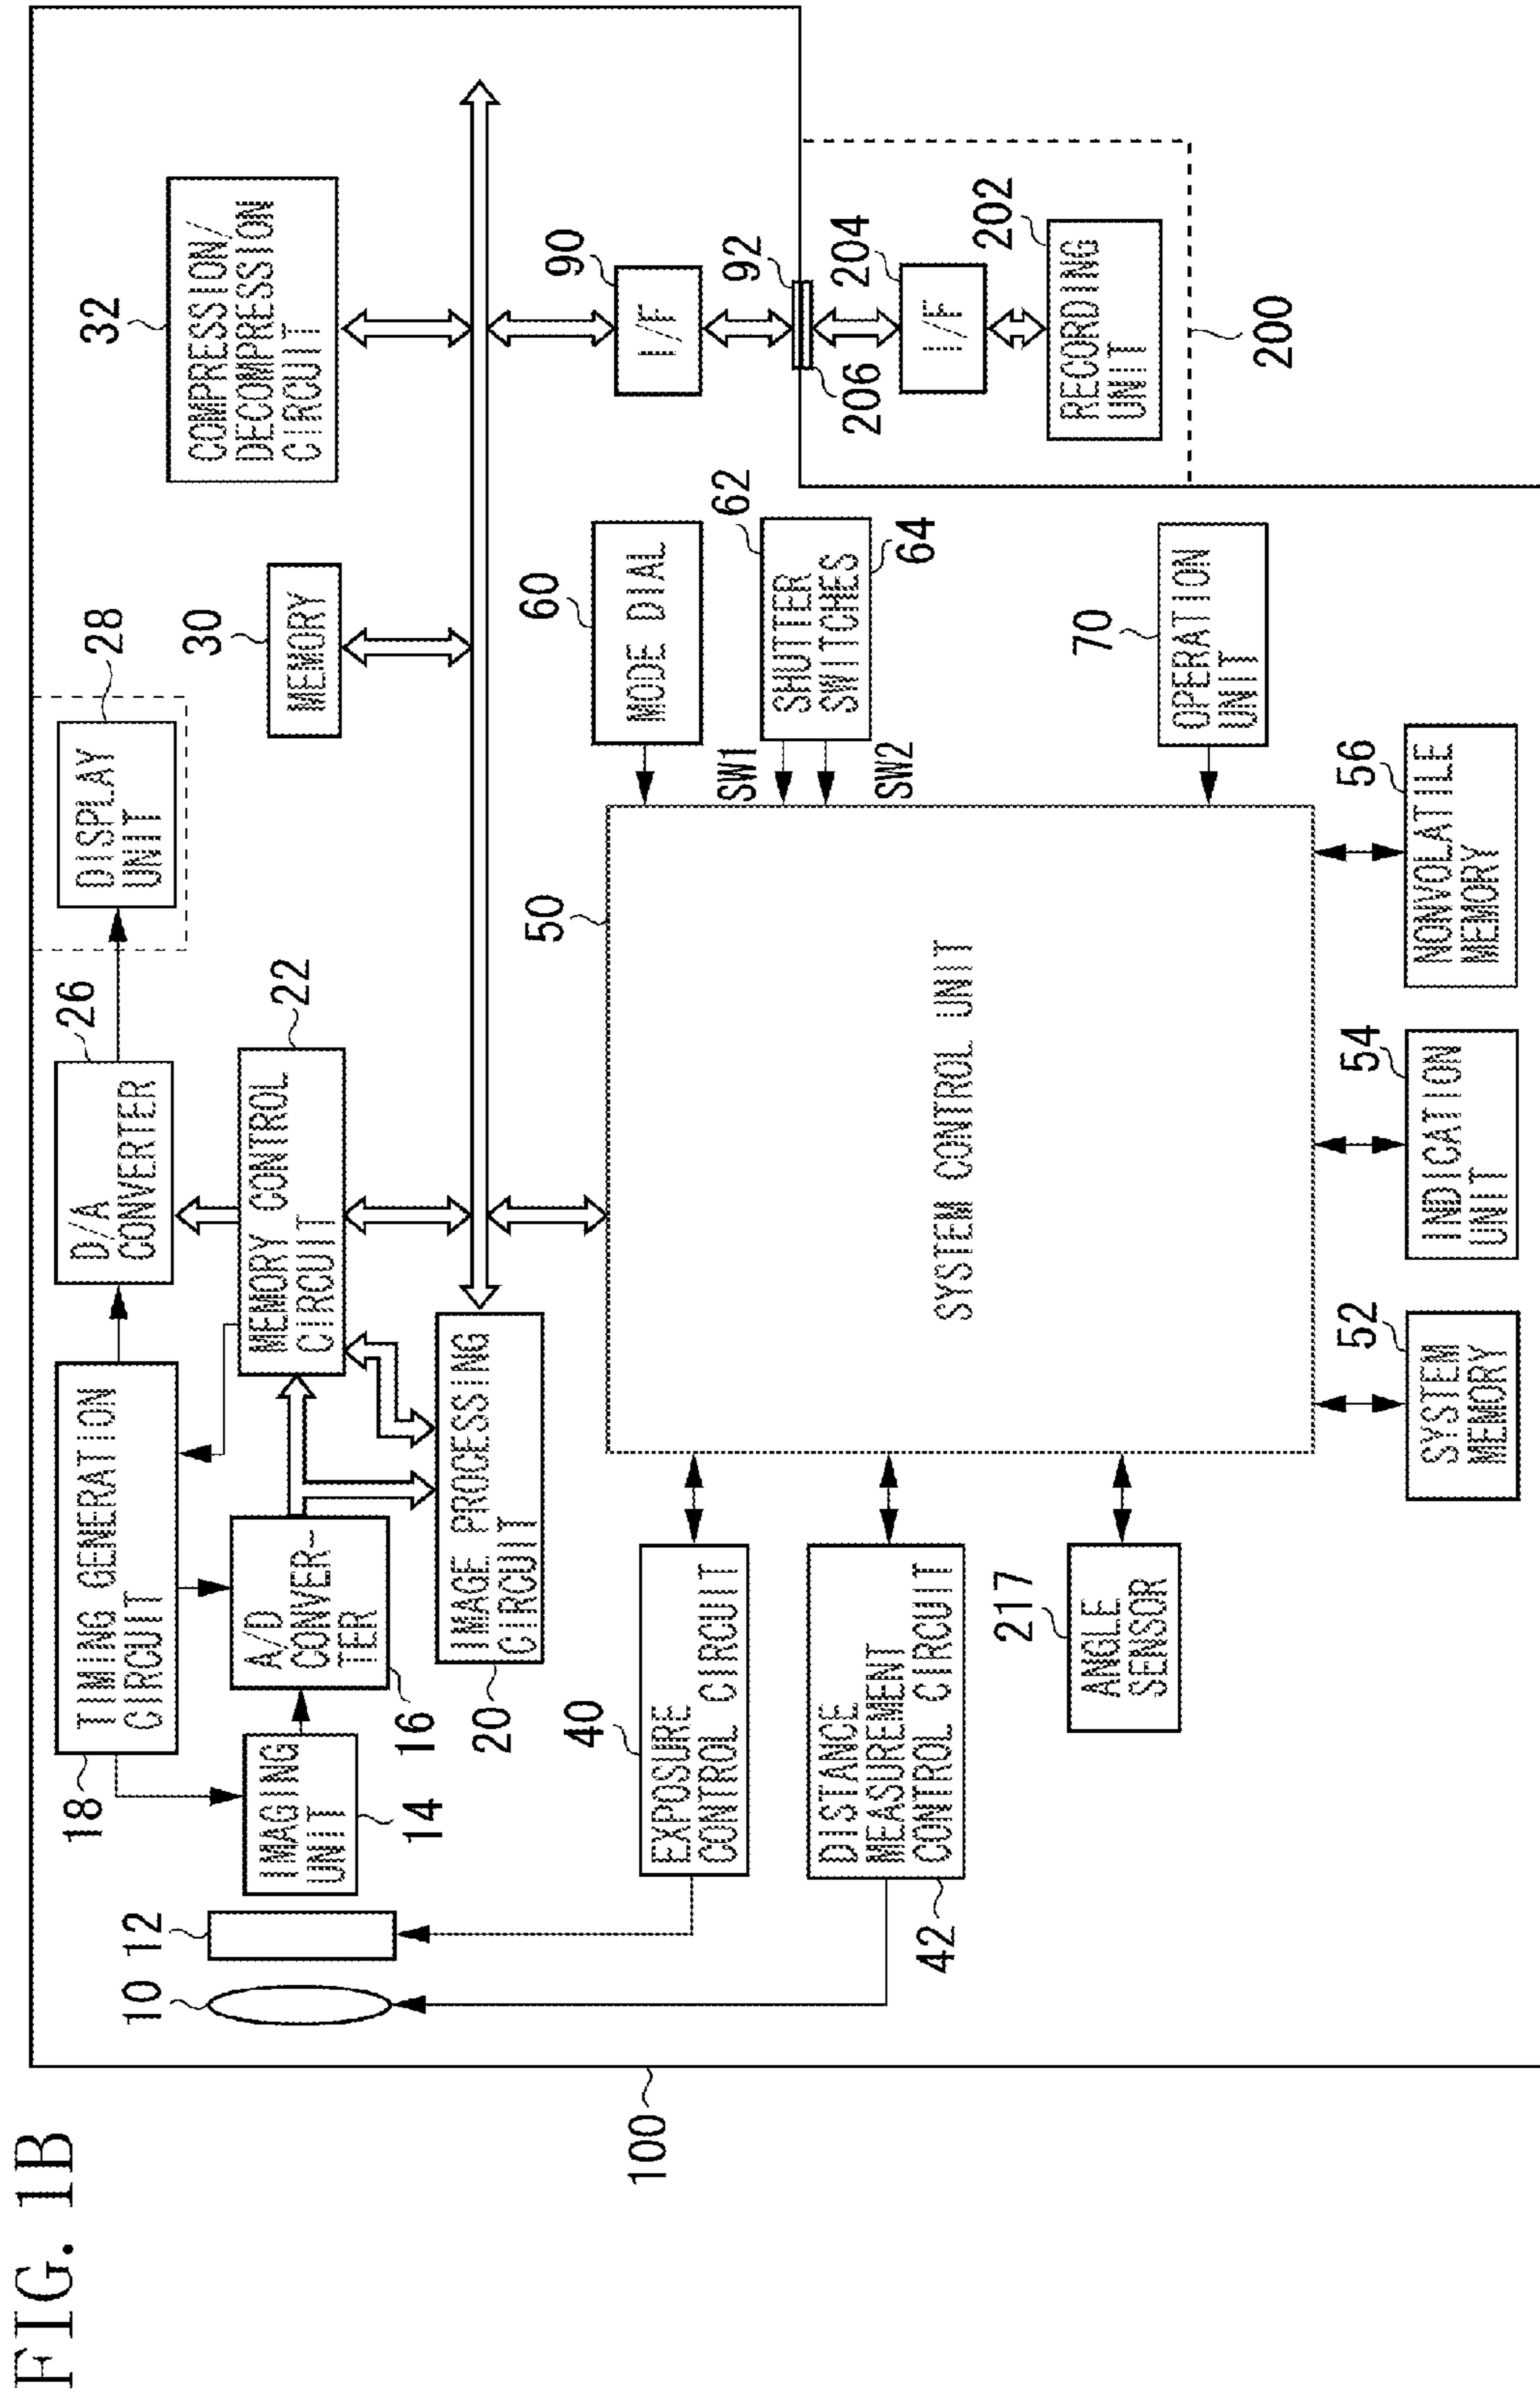 FIG. 1B
100
10
12
18
TIMING GENERATION
CIRCUIT
IMAGING
UNIT
14
A/D
CONVER-
TER
16
D/A
CONVERTER
26
DISPLAY
UNIT
28
MEMORY CONTROL
CIRCUIT
22
IMAGE PROCESSING
CIRCUIT
20
MEMORY
30
COMPRESSION/
DECOMPRESSION
CIRCUIT
32
EXPOSURE
CONTROL CIRCUIT
40
DISTANCE
MEASUREMENT
CONTROL CIRCUIT
42
ANGLE
SENSOR
217
SYSTEM CONTROL UNIT
50
MODE DIAL
60
SHUTTER
SWITCHES
62
64
SW1
SW2
OPERATION
UNIT
70
I/F
90
92
206
I/F
204
RECORDING
UNIT
202
200
SYSTEM
MEMORY
52
INDICATION
UNIT
54
NONVOLATILE
MEMORY
56